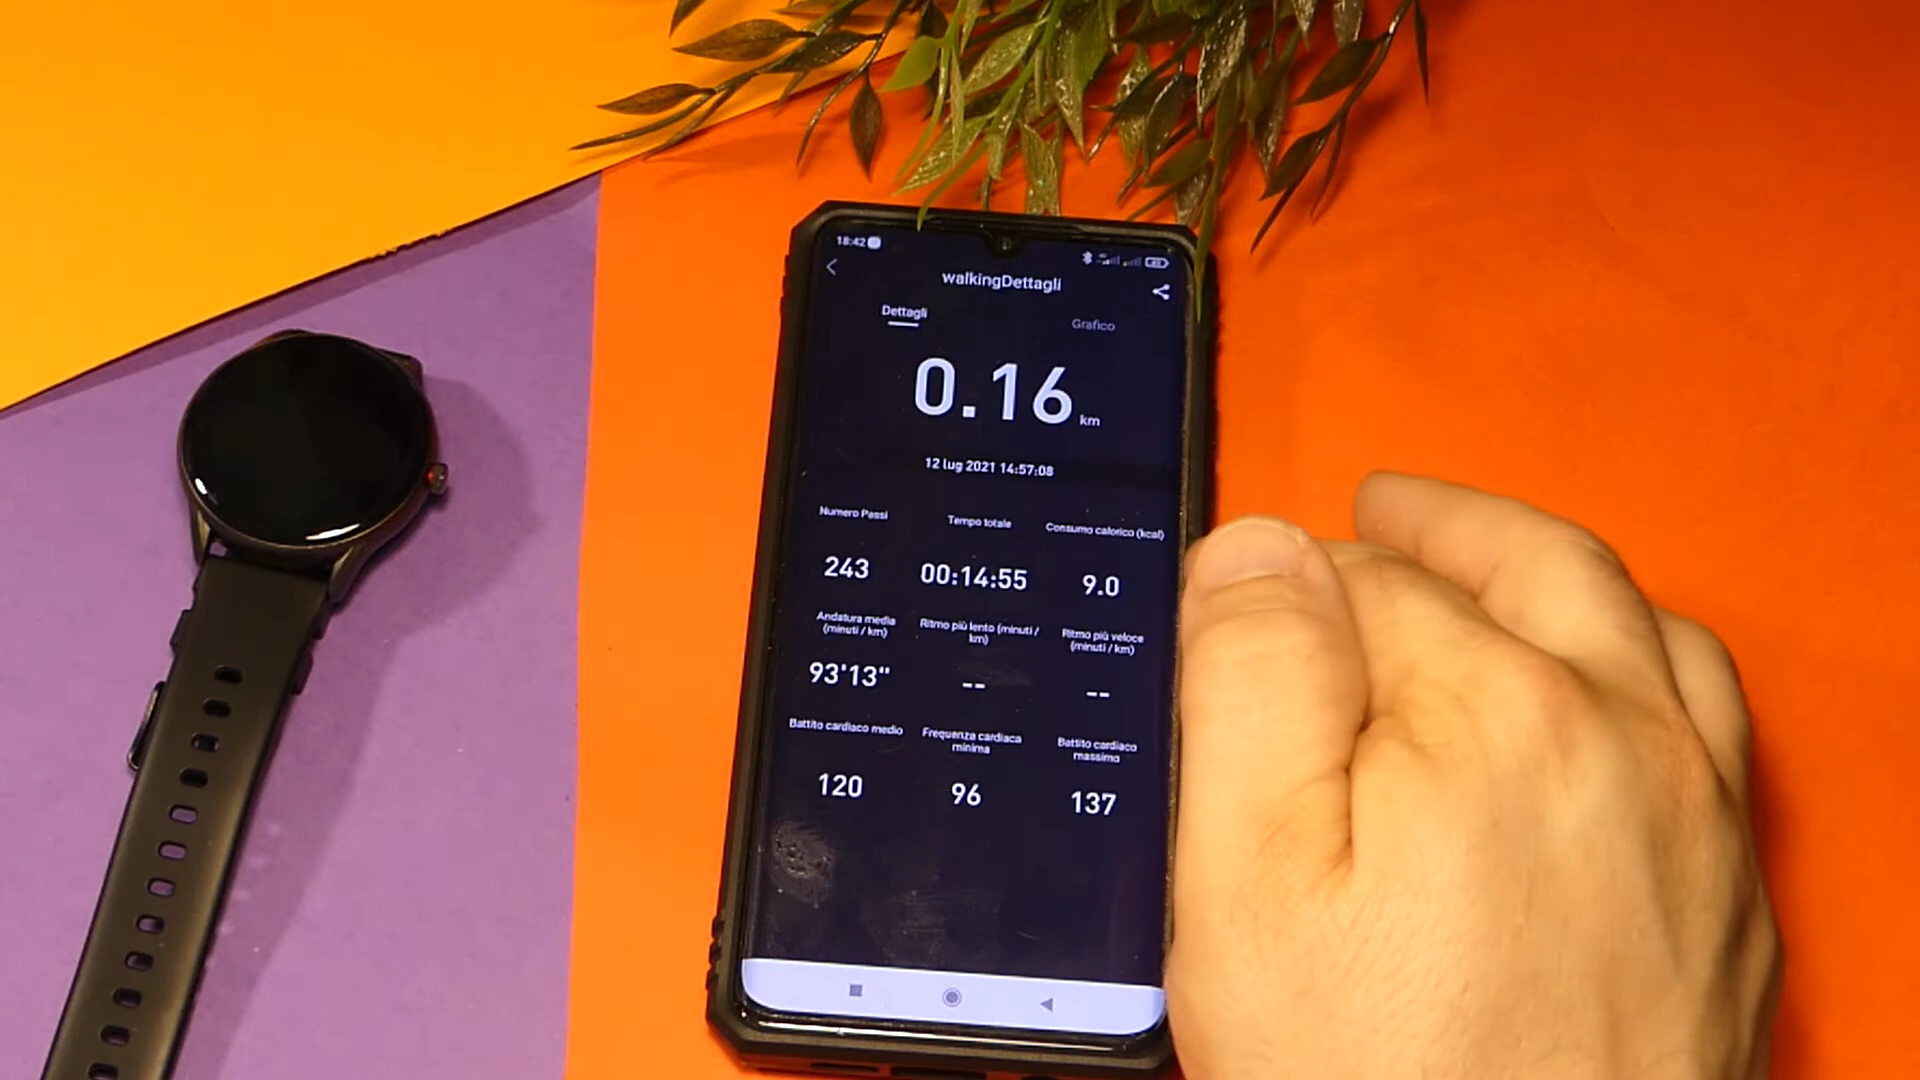 18:42
walkingDettagli
Dettagli
Grafico
0.16 km
12 lug 2021 14:57:08
Numero Passi
Tempo totale
Consumo calorico (kcal)
243
00:14:55
9.0
Andatura media
(minuti / km)
Ritmo più lento (minuti /
km)
Ritmo più veloce
(minuti / km)
93'13"
--
--
Battito cardiaco medio
Frequenza cardiaca
minima
Battito cardiaco
massimo
120
96
137